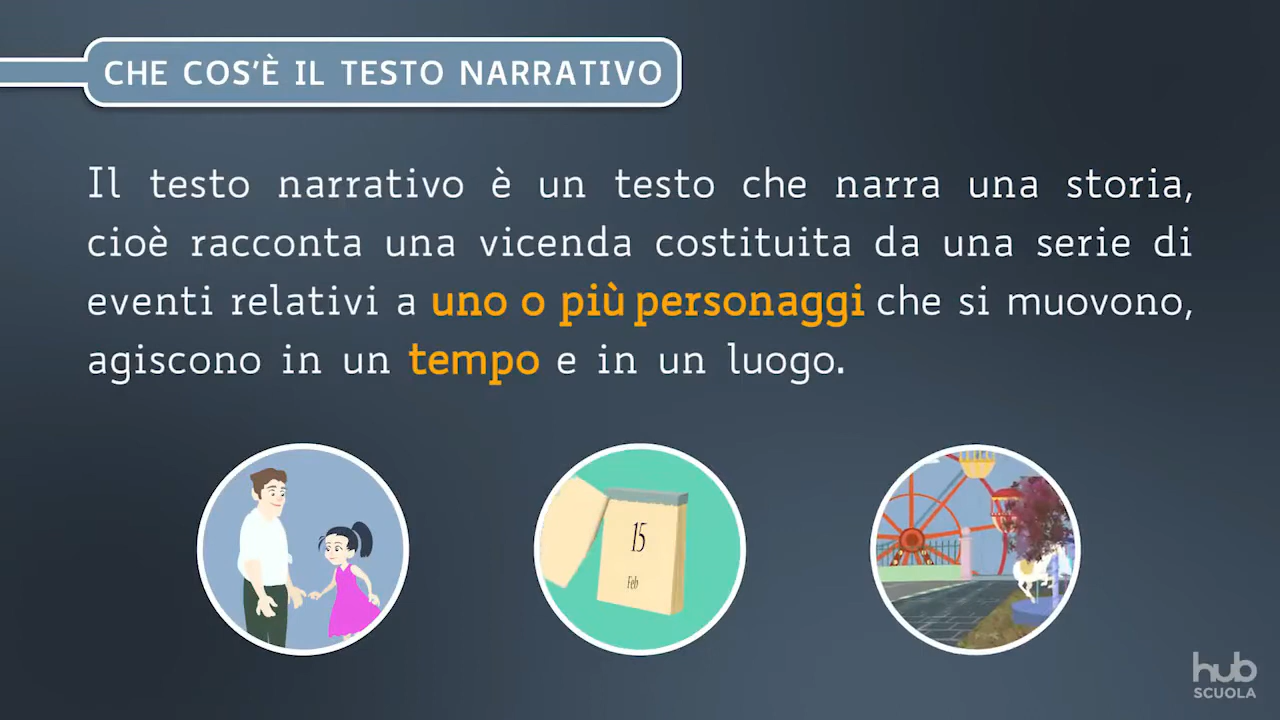 CHE COS'È IL TESTO NARRATIVO
Il testo narrativo è un testo che narra una storia,
cioè racconta una vicenda costituita da una serie di
eventi relativi a uno o più personaggi che si muovono,
agiscono in un tempo e in un luogo.
15
Feb
hub
SCUOLA